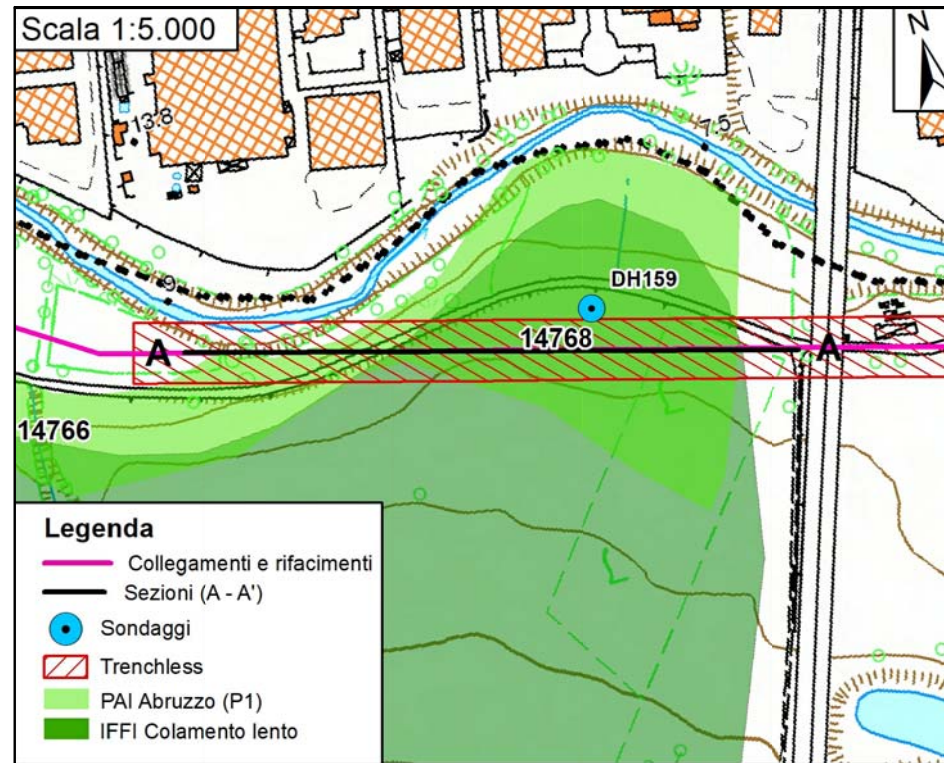 Scala 1:5.000
N
13.8
7.5
9
DH159
A
14768
A
14766
Legenda
Collegamenti e rifacimenti
Sezioni (A - A')
Sondaggi
Trenchless
PAI Abruzzo (P1)
IFFI Colamento lento